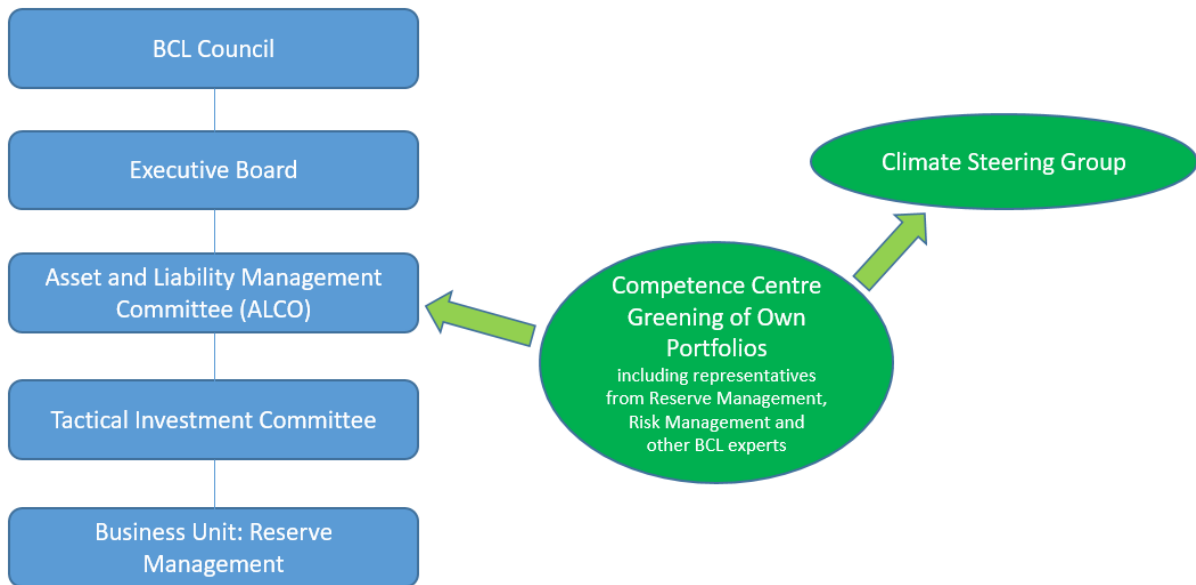 BCL Council
Executive Board
Asset and Liability Management
Committee (ALCO)
Tactical Investment Committee
Business Unit: Reserve
Management
Competence Centre
Greening of Own
Portfolios
including representatives
from Reserve Management,
Risk Management and
other BCL experts
Climate Steering Group